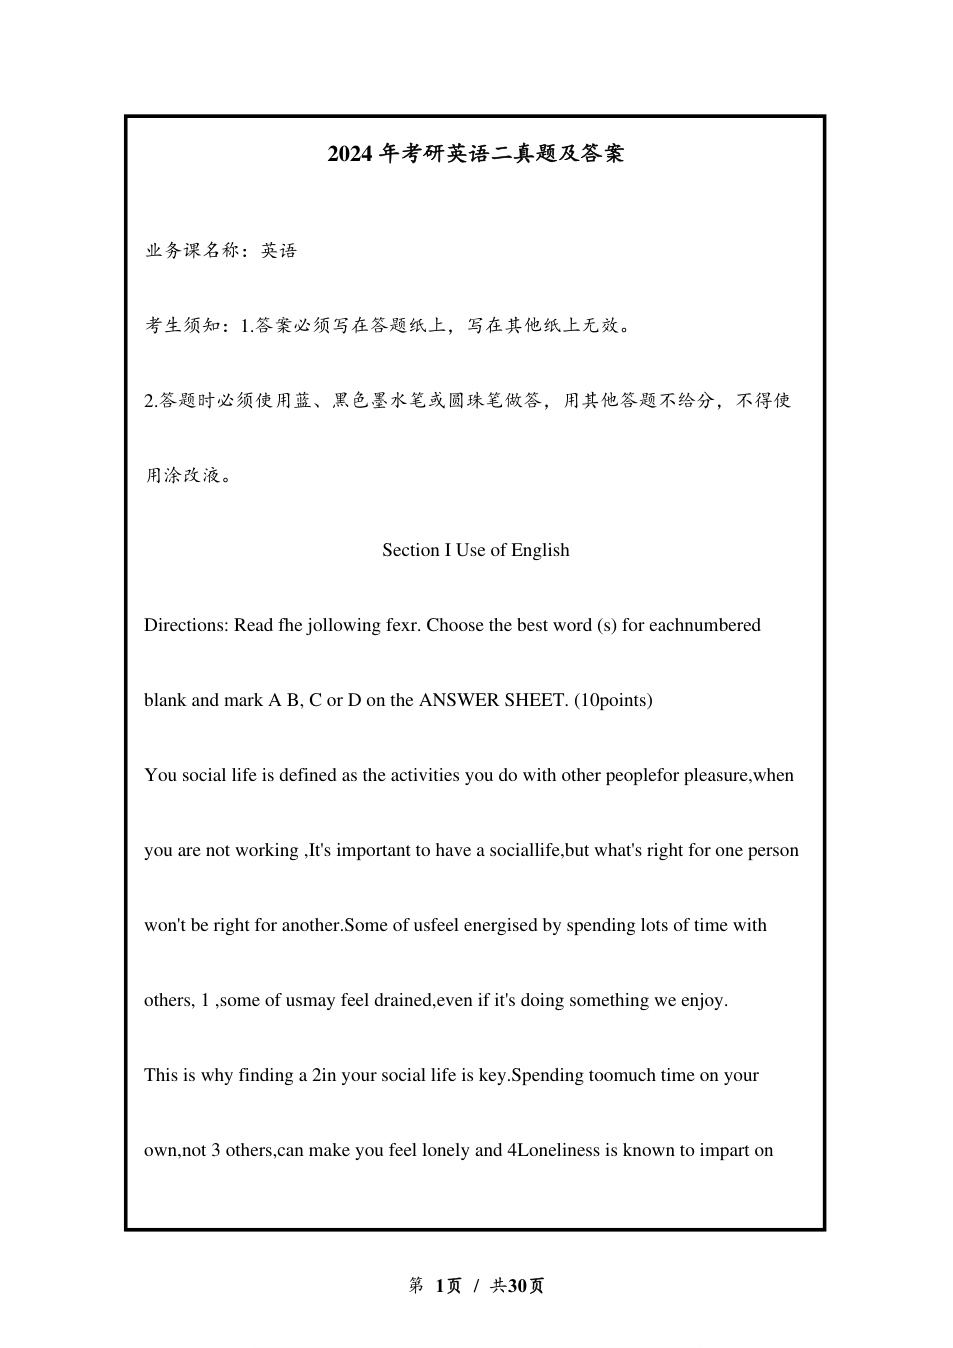 2024 年考研英语二真题及答案
业务课名称：英语
考生须知：1.答案必须写在答题纸上，写在其他纸上无效。
2.答题时必须使用蓝、黑色墨水笔或圆珠笔做答，用其他答题不给分，不得使
用涂改液。
Section I Use of English
Directions: Read fhe jollowing fexr. Choose the best word (s) for eachnumbered
blank and mark A B, C or D on the ANSWER SHEET. (10points)
You social life is defined as the activities you do with other peoplefor pleasure,when
you are not working ,It's important to have a sociallife,but what's right for one person
won't be right for another.Some of usfeel energised by spending lots of time with
others, 1 ,some of usmay feel drained,even if it's doing something we enjoy.
This is why finding a 2in your social life is key.Spending toomuch time on your
own,not 3 others,can make you feel lonely and 4Loneliness is known to impart on
第 1页 / 共30页